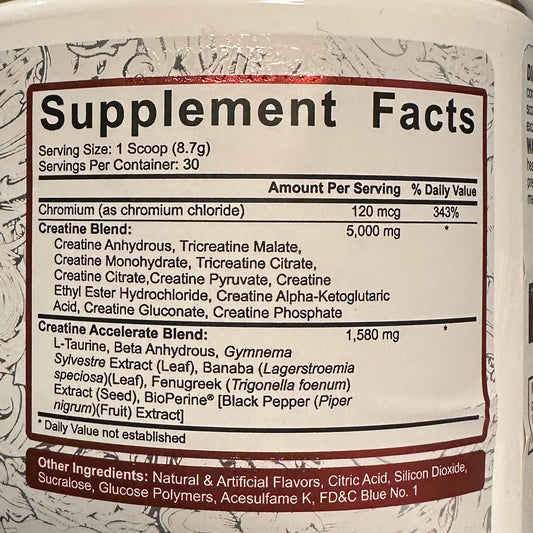 Supplement Facts
Serving Size: 1 Scoop (8.7g)
Servings Per Container: 30
Amount Per Serving % Daily Value
Chromium (as chromium chloride) 120 mcg 343%
Creatine Blend: 5,000 mg *
Creatine Anhydrous, Tricreatine Malate,
Creatine Monohydrate, Tricreatine Citrate,
Creatine Citrate,Creatine Pyruvate, Creatine
Ethyl Ester Hydrochloride, Creatine Alpha-Ketoglutaric
Acid, Creatine Gluconate, Creatine Phosphate
Creatine Accelerate Blend: 1,580 mg *
L-Taurine, Beta Anhydrous, Gymnema
Sylvestre Extract (Leaf), Banaba (Lagerstroemia
speciosa)(Leaf), Fenugreek (Trigonella foenum)
Extract (Seed), BioPerine® [Black Pepper (Piper
nigrum)(Fruit) Extract]
* Daily Value not established
Other Ingredients: Natural & Artificial Flavors, Citric Acid, Silicon Dioxide,
Sucralose, Glucose Polymers, Acesulfame K, FD&C Blue No. 1